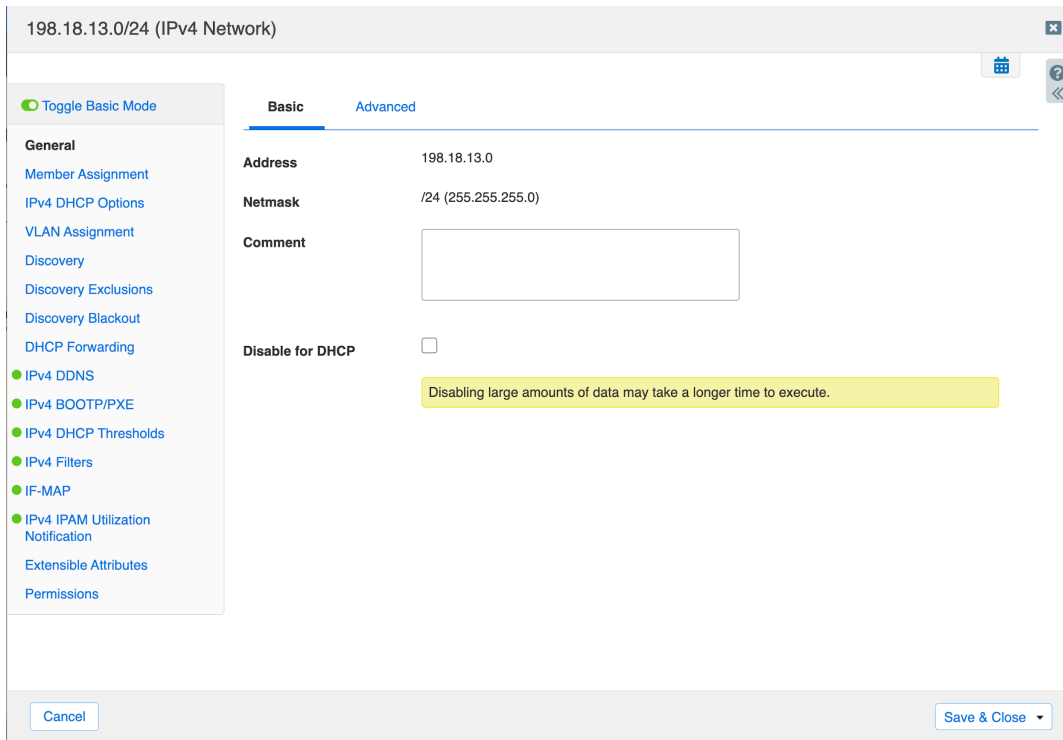 198.18.13.0/24 (IPv4 Network)
Toggle Basic Mode
General
Member Assignment
IPv4 DHCP Options
VLAN Assignment
Discovery
Discovery Exclusions
Discovery Blackout
DHCP Forwarding
IPv4 DDNS
IPv4 BOOTP/PXE
IPv4 DHCP Thresholds
IPv4 Filters
IF-MAP
IPv4 IPAM Utilization
Notification
Extensible Attributes
Permissions
Basic Advanced
Address 198.18.13.0
Netmask /24 (255.255.255.0)
Comment
Disable for DHCP
Disabling large amounts of data may take a longer time to execute.
Cancel Save & Close